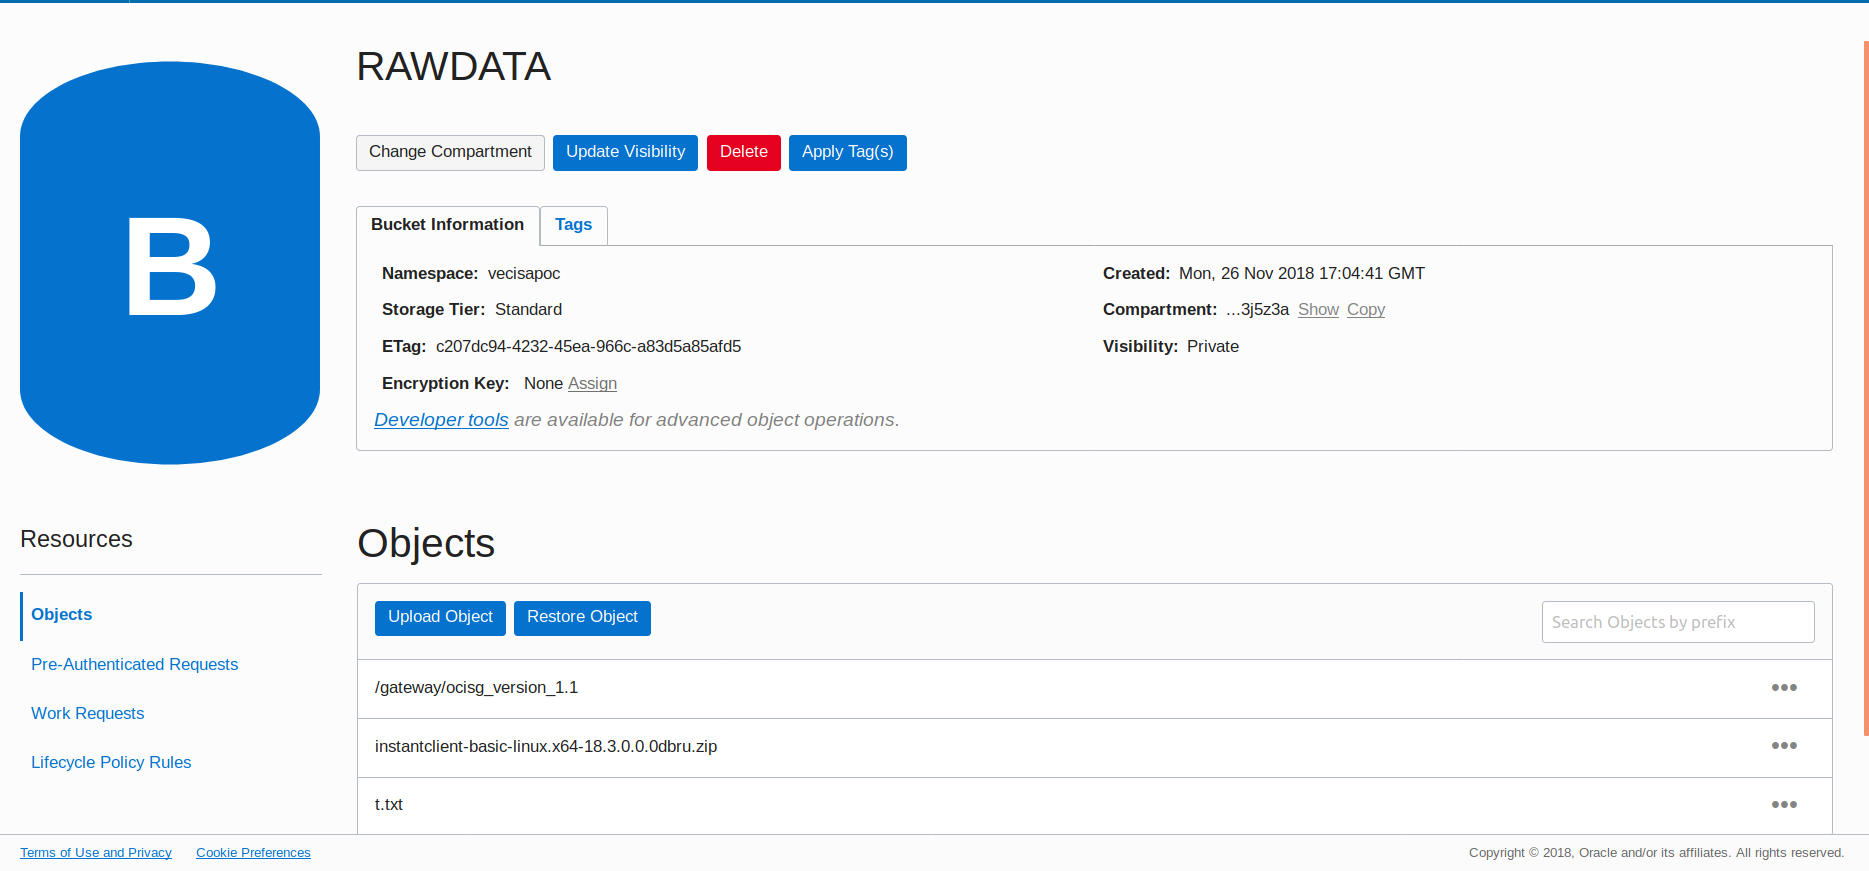 RAWDATA
Change Compartment Update Visibility Delete Apply Tag(s)
B
Bucket Information Tags
Namespace: vecisapoc
Created: Mon, 26 Nov 2018 17:04:41 GMT
Storage Tier: Standard
Compartment: ...3j5z3a Show Copy
ETag: c207dc94-4232-45ea-966c-a83d5a85afd5
Visibility: Private
Encryption Key: None Assign
Developer tools are available for advanced object operations.
Resources
Objects
Pre-Authenticated Requests
Work Requests
Lifecycle Policy Rules
Objects
Upload Object Restore Object
Search Objects by prefix
/gateway/ocisg_version_1.1
instantclient-basic-linux.x64-18.3.0.0.0dbru.zip
t.txt
Terms of Use and Privacy Cookie Preferences
Copyright © 2018, Oracle and/or its affiliates. All rights reserved.